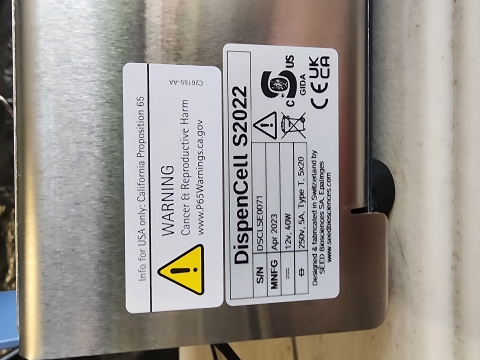 Info for USA only: California Proposition 65
WARNING
Cancer & Reproductive Harm
www.P65Warnings.ca.gov
C26155-AA
DispenCell S2022
S/N DSCLSE0071
MNFG Apr 2023
12v, 40W
250v, 5A, Type T, 5x20
Designed & fabricated in Switzerland by
SEED Biosciences SA, Epalinges
www.seedbiosciences.com
C US
GIDA
CE UK CA